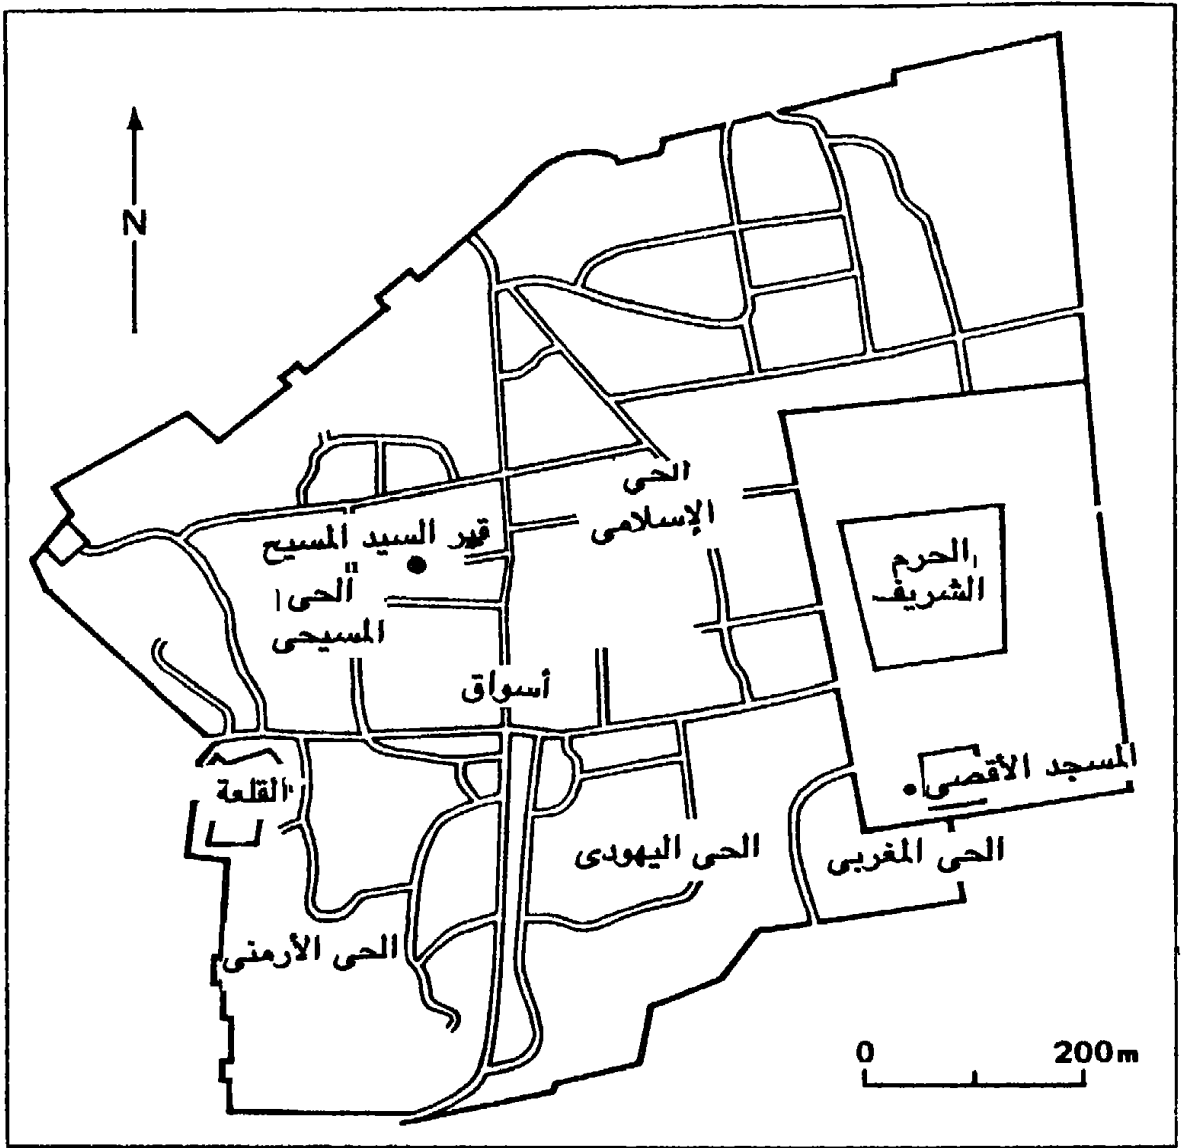 N
الحى
الإسلامى
قبر السيد المسيح
الحرم
الشريف
الحى
المسيحى
أسواق
المسجد الأقصى
القلعة
الحى اليهودى
الحى المغربى
الحى الأرمنى
0 200m